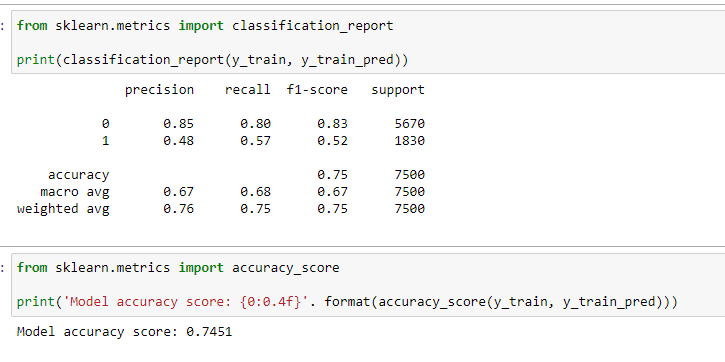 : from sklearn.metrics import classification_report
print(classification_report(y_train, y_train_pred))
precision recall f1-score support
0 0.85 0.80 0.83 5670
1 0.48 0.57 0.52 1830
accuracy 0.75 7500
macro avg 0.67 0.68 0.67 7500
weighted avg 0.76 0.75 0.75 7500
: from sklearn.metrics import accuracy_score
print('Model accuracy score: {0:0.4f}'. format(accuracy_score(y_train, y_train_pred)))
Model accuracy score: 0.7451